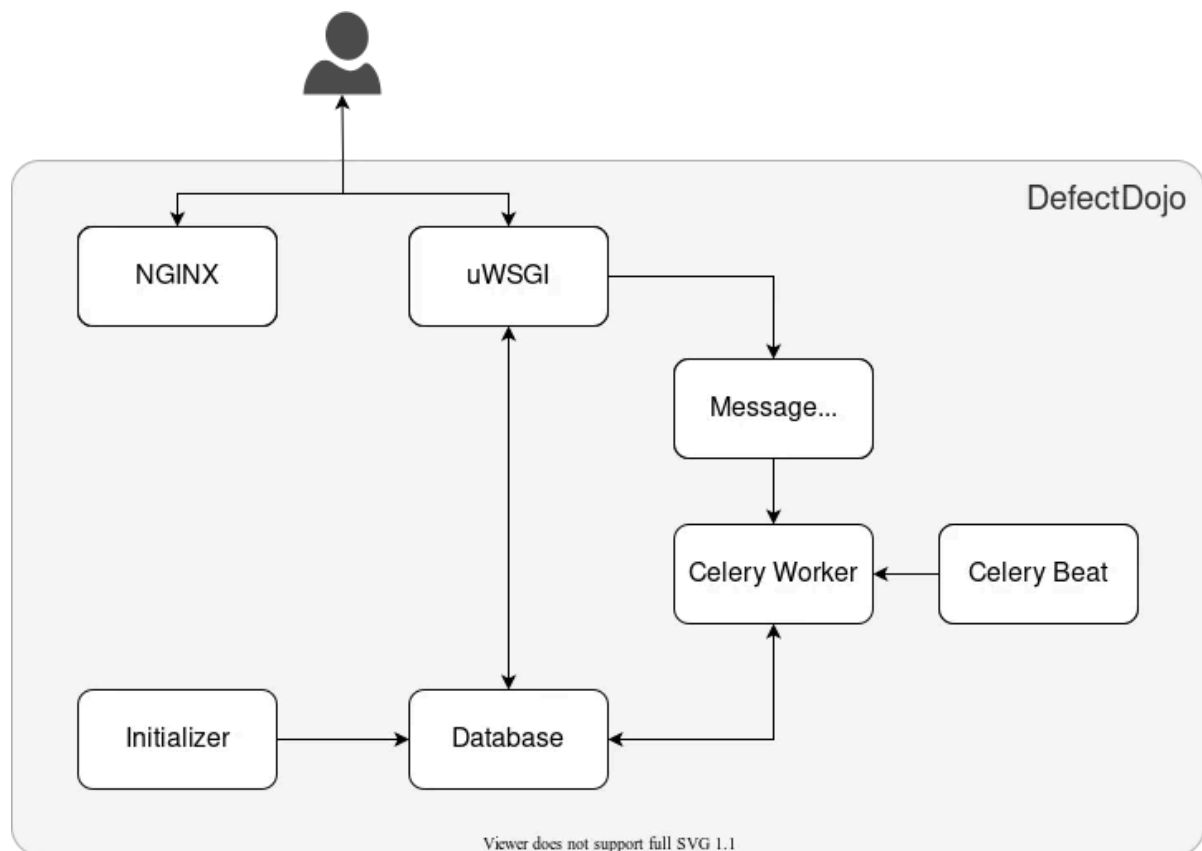 DefectDojo
NGINX
uWSGI
Message...
Celery Worker
Celery Beat
Initializer
Database
Viewer does not support full SVG 1.1